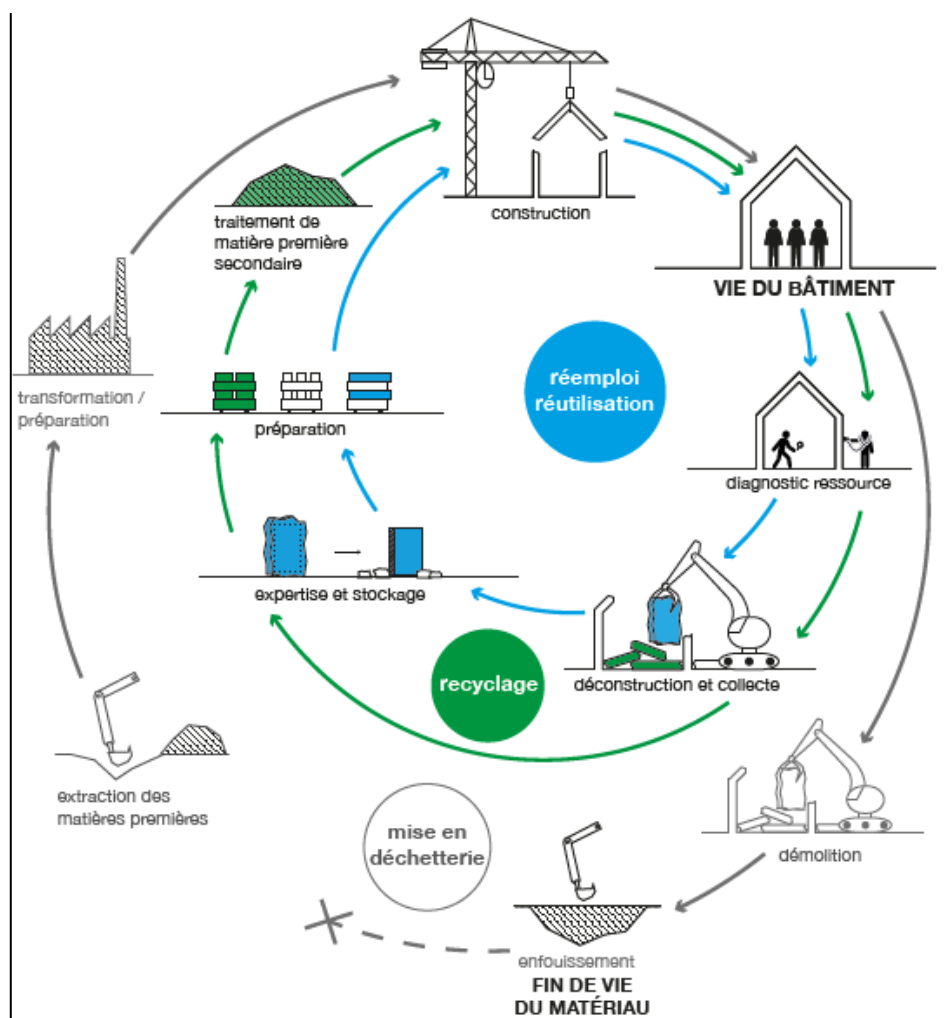 construction
traitement de
matière première
secondaire
VIE DU BÂTIMENT
réemploi
réutilisation
transformation /
préparation
préparation
diagnostic ressource
expertise et stockage
recyclage
déconstruction et collecte
extraction des
matières premières
mise en
déchetterie
démolition
enfouissement
FIN DE VIE
DU MATÉRIAU